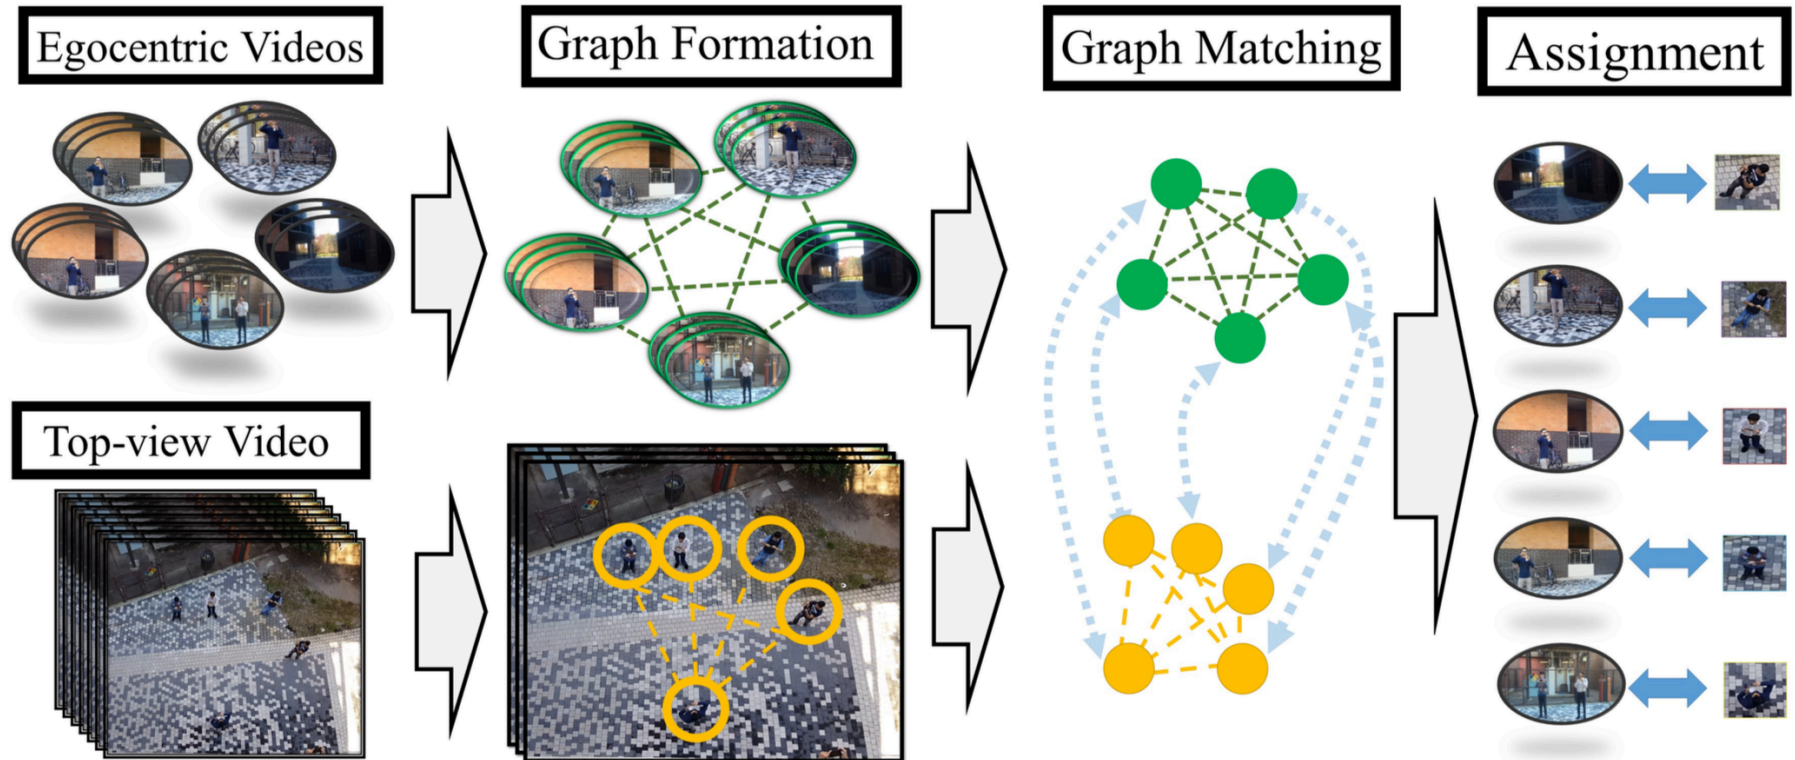 Egocentric Videos
Graph Formation
Graph Matching
Assignment
Top-view Video